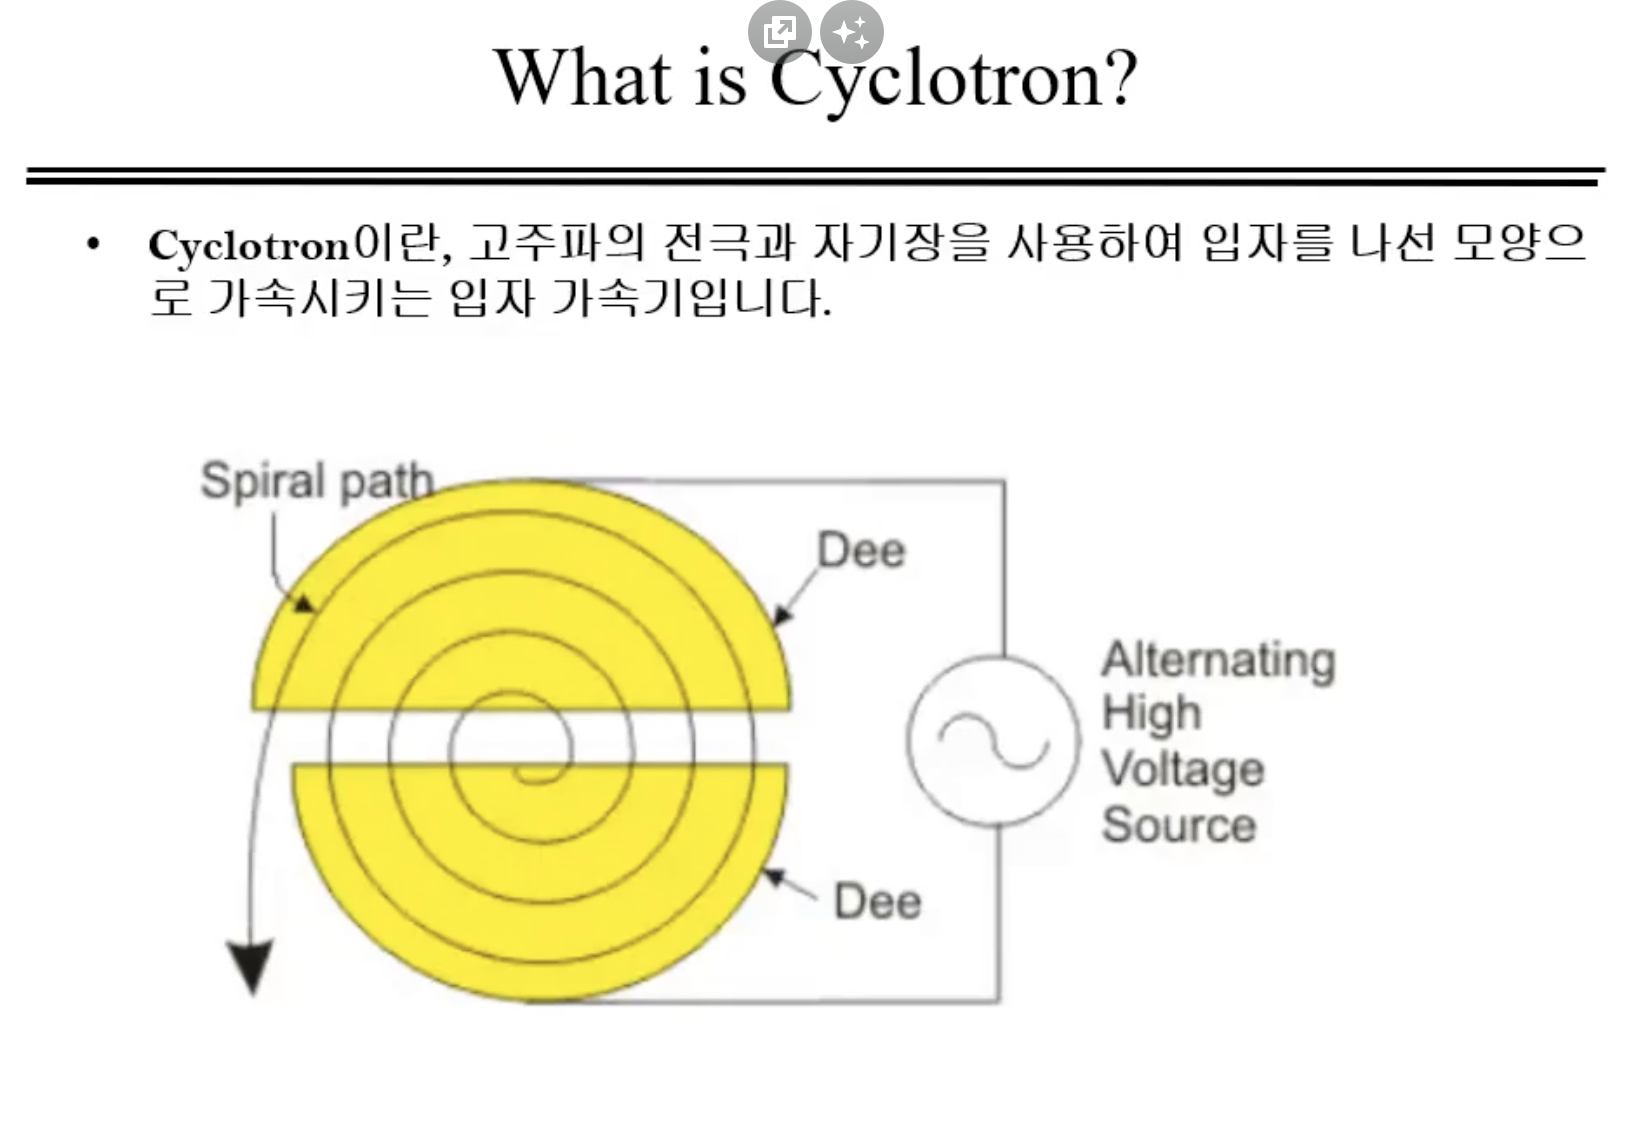 What is Cyclotron?
• Cyclotron이란, 고주파의 전극과 자기장을 사용하여 입자를 나선 모양으
로 가속시키는 입자 가속기입니다.
Spiral path
Dee
Alternating
High
Voltage
Source
Dee